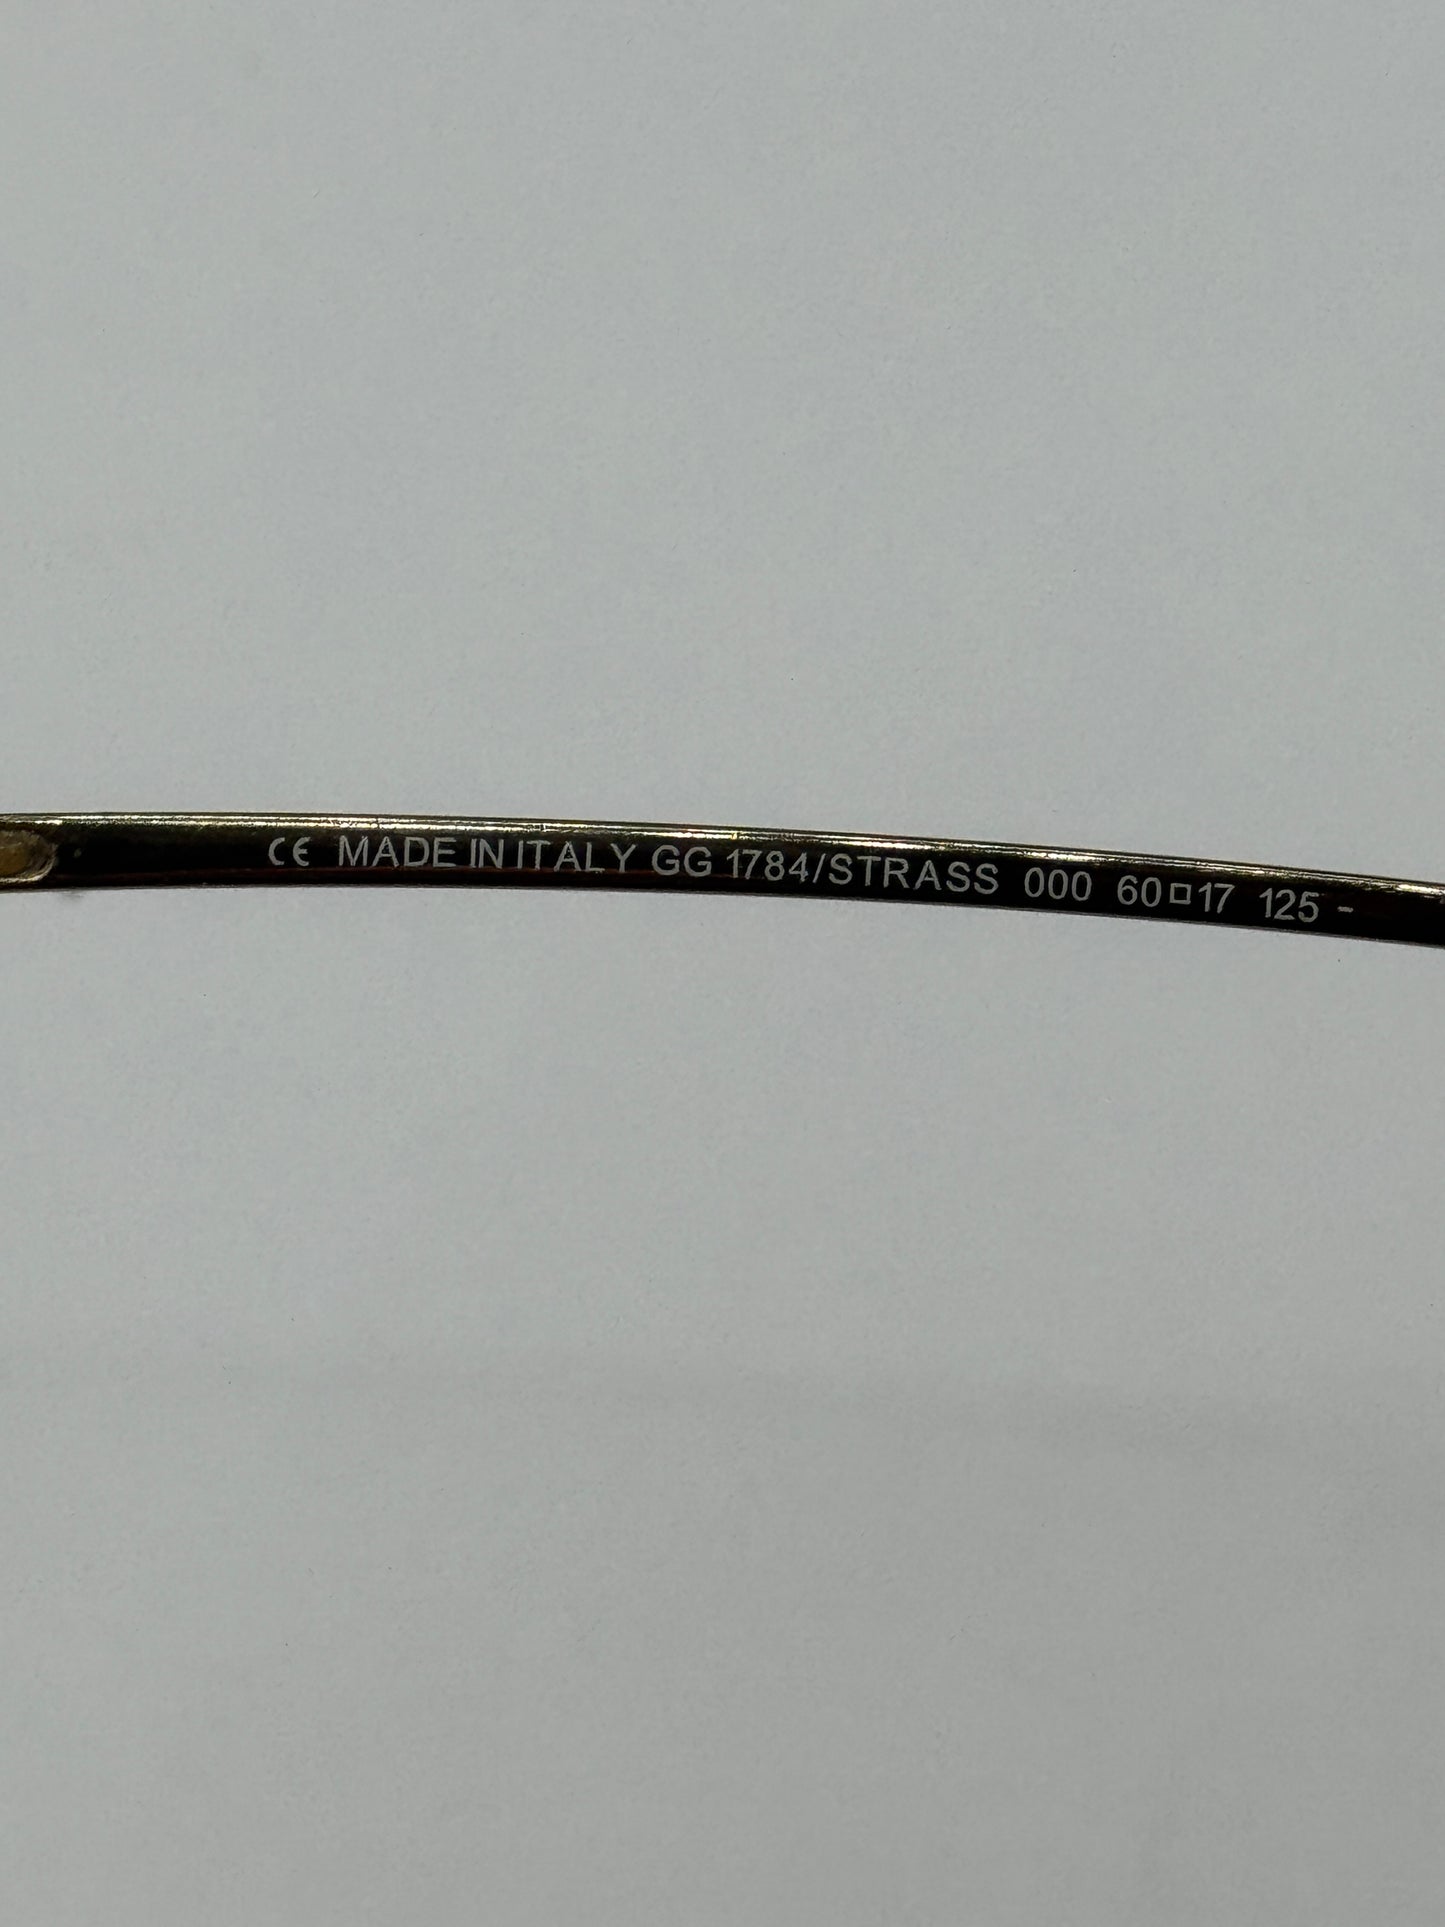 CE MADE IN ITALY GG 1784/STRASS 000 60□17 125 -